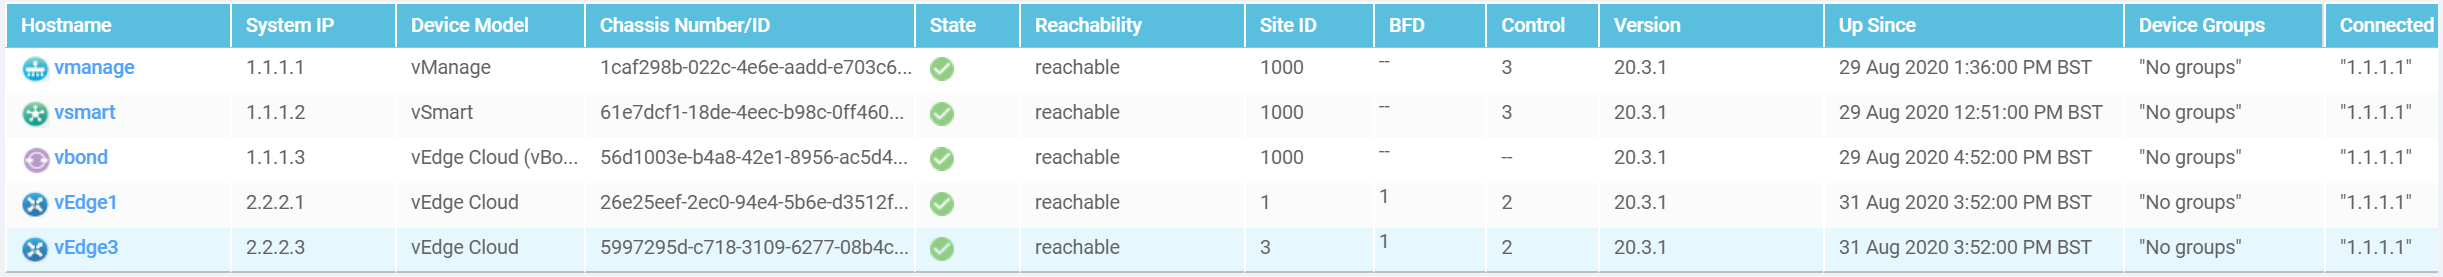 Hostname System IP Device Model Chassis Number/ID State Reachability Site ID BFD Control Version Up Since Device Groups Connected
vmanage 1.1.1.1 vManage 1caf298b-022c-4e6e-aadd-e703c6... reachable 1000 -- 3 20.3.1 29 Aug 2020 1:36:00 PM BST "No groups" "1.1.1.1"
vsmart 1.1.1.2 vSmart 61e7dcf1-18de-4eec-b98c-0ff460... reachable 1000 -- 3 20.3.1 29 Aug 2020 12:51:00 PM BST "No groups" "1.1.1.1"
vbond 1.1.1.3 vEdge Cloud (vBo... 56d1003e-b4a8-42e1-8956-ac5d4... reachable 1000 -- -- 20.3.1 29 Aug 2020 4:52:00 PM BST "No groups" "1.1.1.1"
vEdge1 2.2.2.1 vEdge Cloud 26e25eef-2ec0-94e4-5b6e-d3512f... reachable 1 1 2 20.3.1 31 Aug 2020 3:52:00 PM BST "No groups" "1.1.1.1"
vEdge3 2.2.2.3 vEdge Cloud 5997295d-c718-3109-6277-08b4c... reachable 3 1 2 20.3.1 31 Aug 2020 3:52:00 PM BST "No groups" "1.1.1.1"